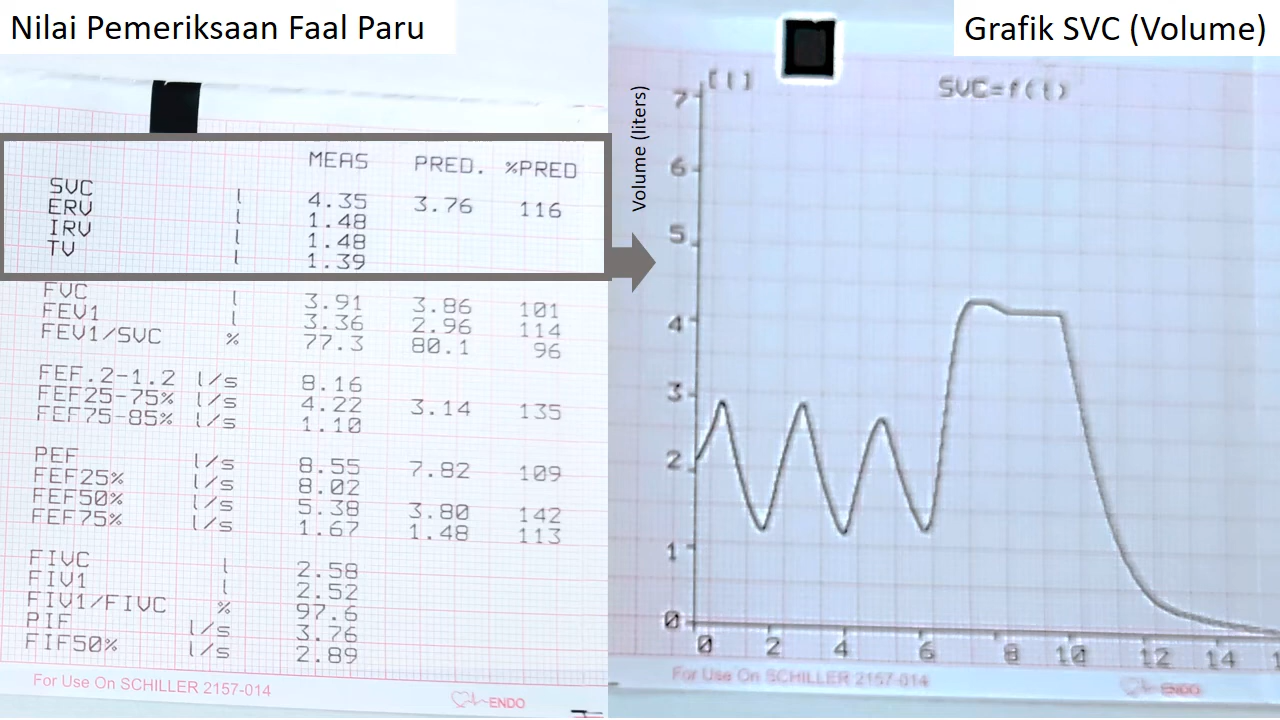 Nilai Pemeriksaan Faal Paru
MEAS PRED. %PRED
SVC l 4.35 3.76 116
ERV l 1.48
IRV l 1.48
TV l 1.39
FVC l 3.91 3.86 101
FEV1 l 3.36 2.96 114
FEV1/SVC % 77.3 80.1 96
FEF.2-1.2 l/s 8.16
FEF25-75% l/s 4.22 3.14 135
FEF75-85% l/s 1.10
PEF l/s 8.55 7.82 109
FEF25% l/s 8.02
FEF50% l/s 5.38 3.80 142
FEF75% l/s 1.67 1.48 113
FIVC l 2.58
FIV1 l 2.52
FIV1/FIVC % 97.6
PIF l/s 3.76
FIF50% l/s 2.89
For Use On SCHILLER 2157-014
ENDO
Grafik SVC (Volume)
Volume (liters)
[l] SVC=f(t)
7
6
5
4
3
2
1
0
0 2 4 6 8 10 12 14
For Use On SCHILLER 2157-014
ENDO